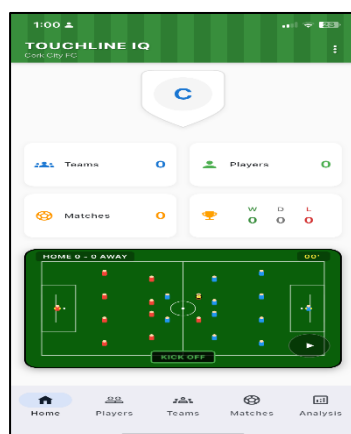 1:00
TOUCHLINE IQ
Cork City FC
C
Teams 0
Players 0
Matches 0
W D L
0 0 0
HOME 0 - 0 AWAY
00'
KICK OFF
Home
Players
Teams
Matches
Analysis